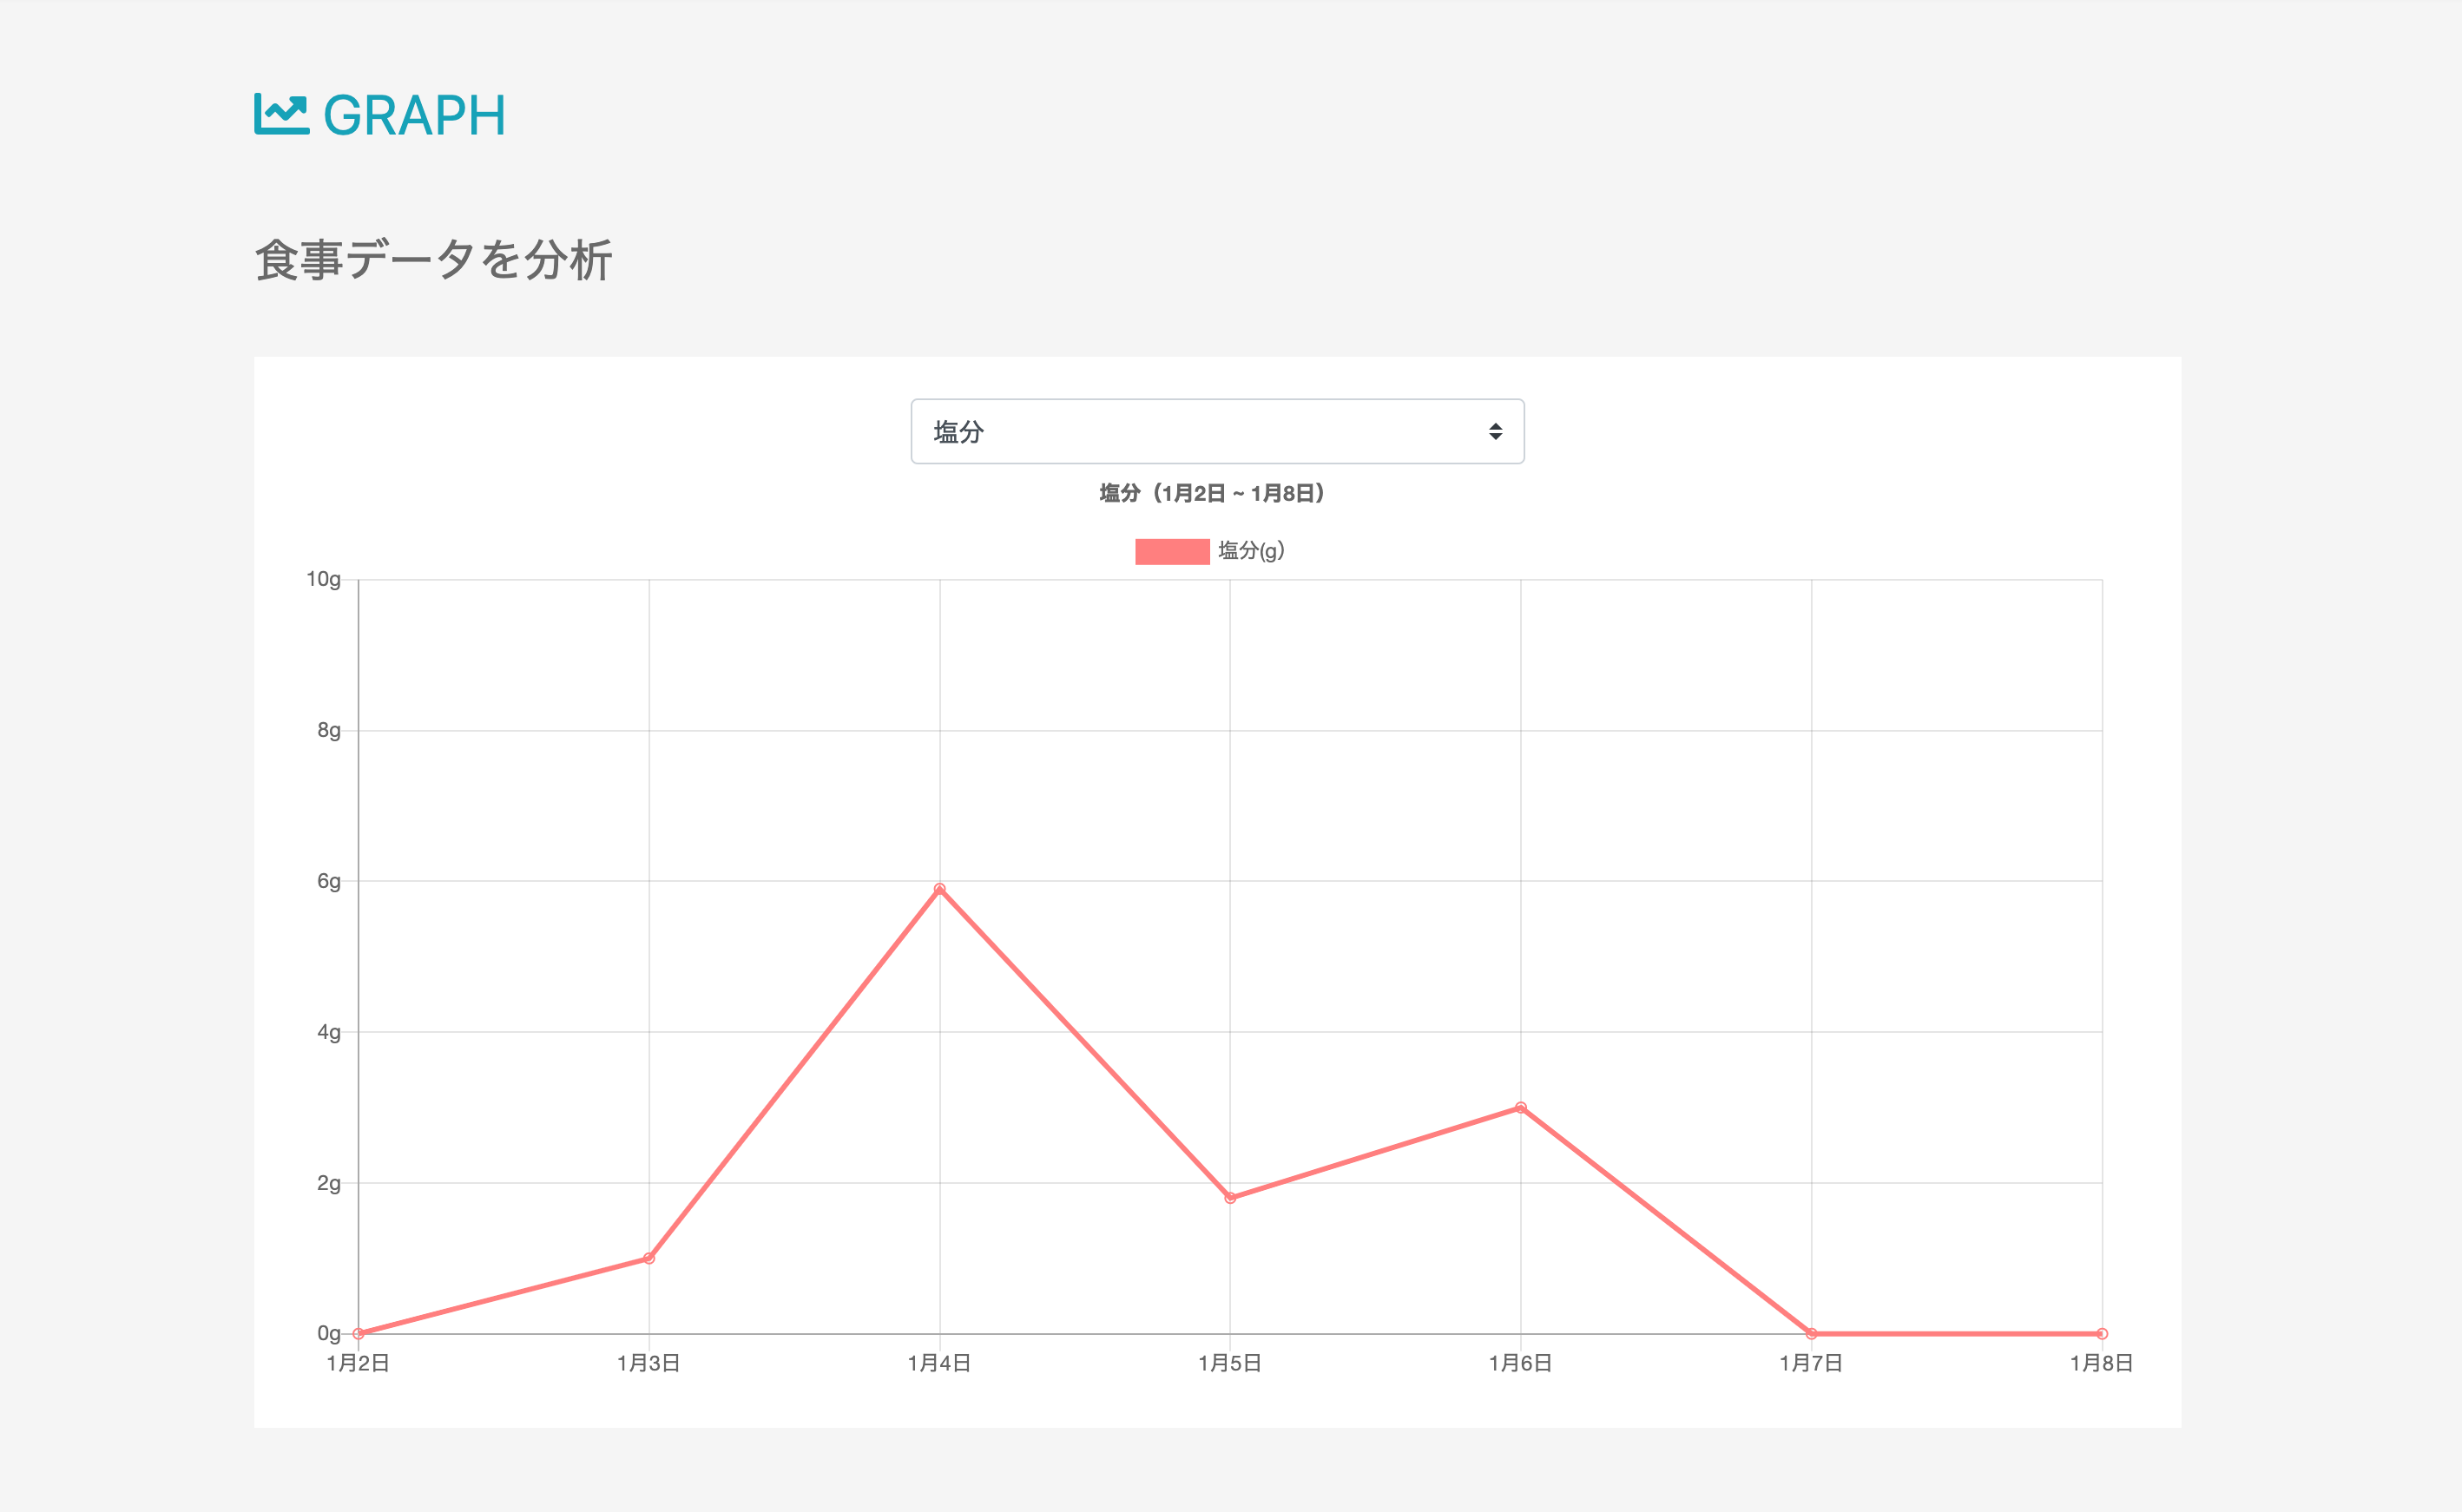 GRAPH
食事データを分析
塩分
塩分（1月2日 ~ 1月8日）
塩分(g)
10g
8g
6g
4g
2g
0g
1月2日 1月3日 1月4日 1月5日 1月6日 1月7日 1月8日